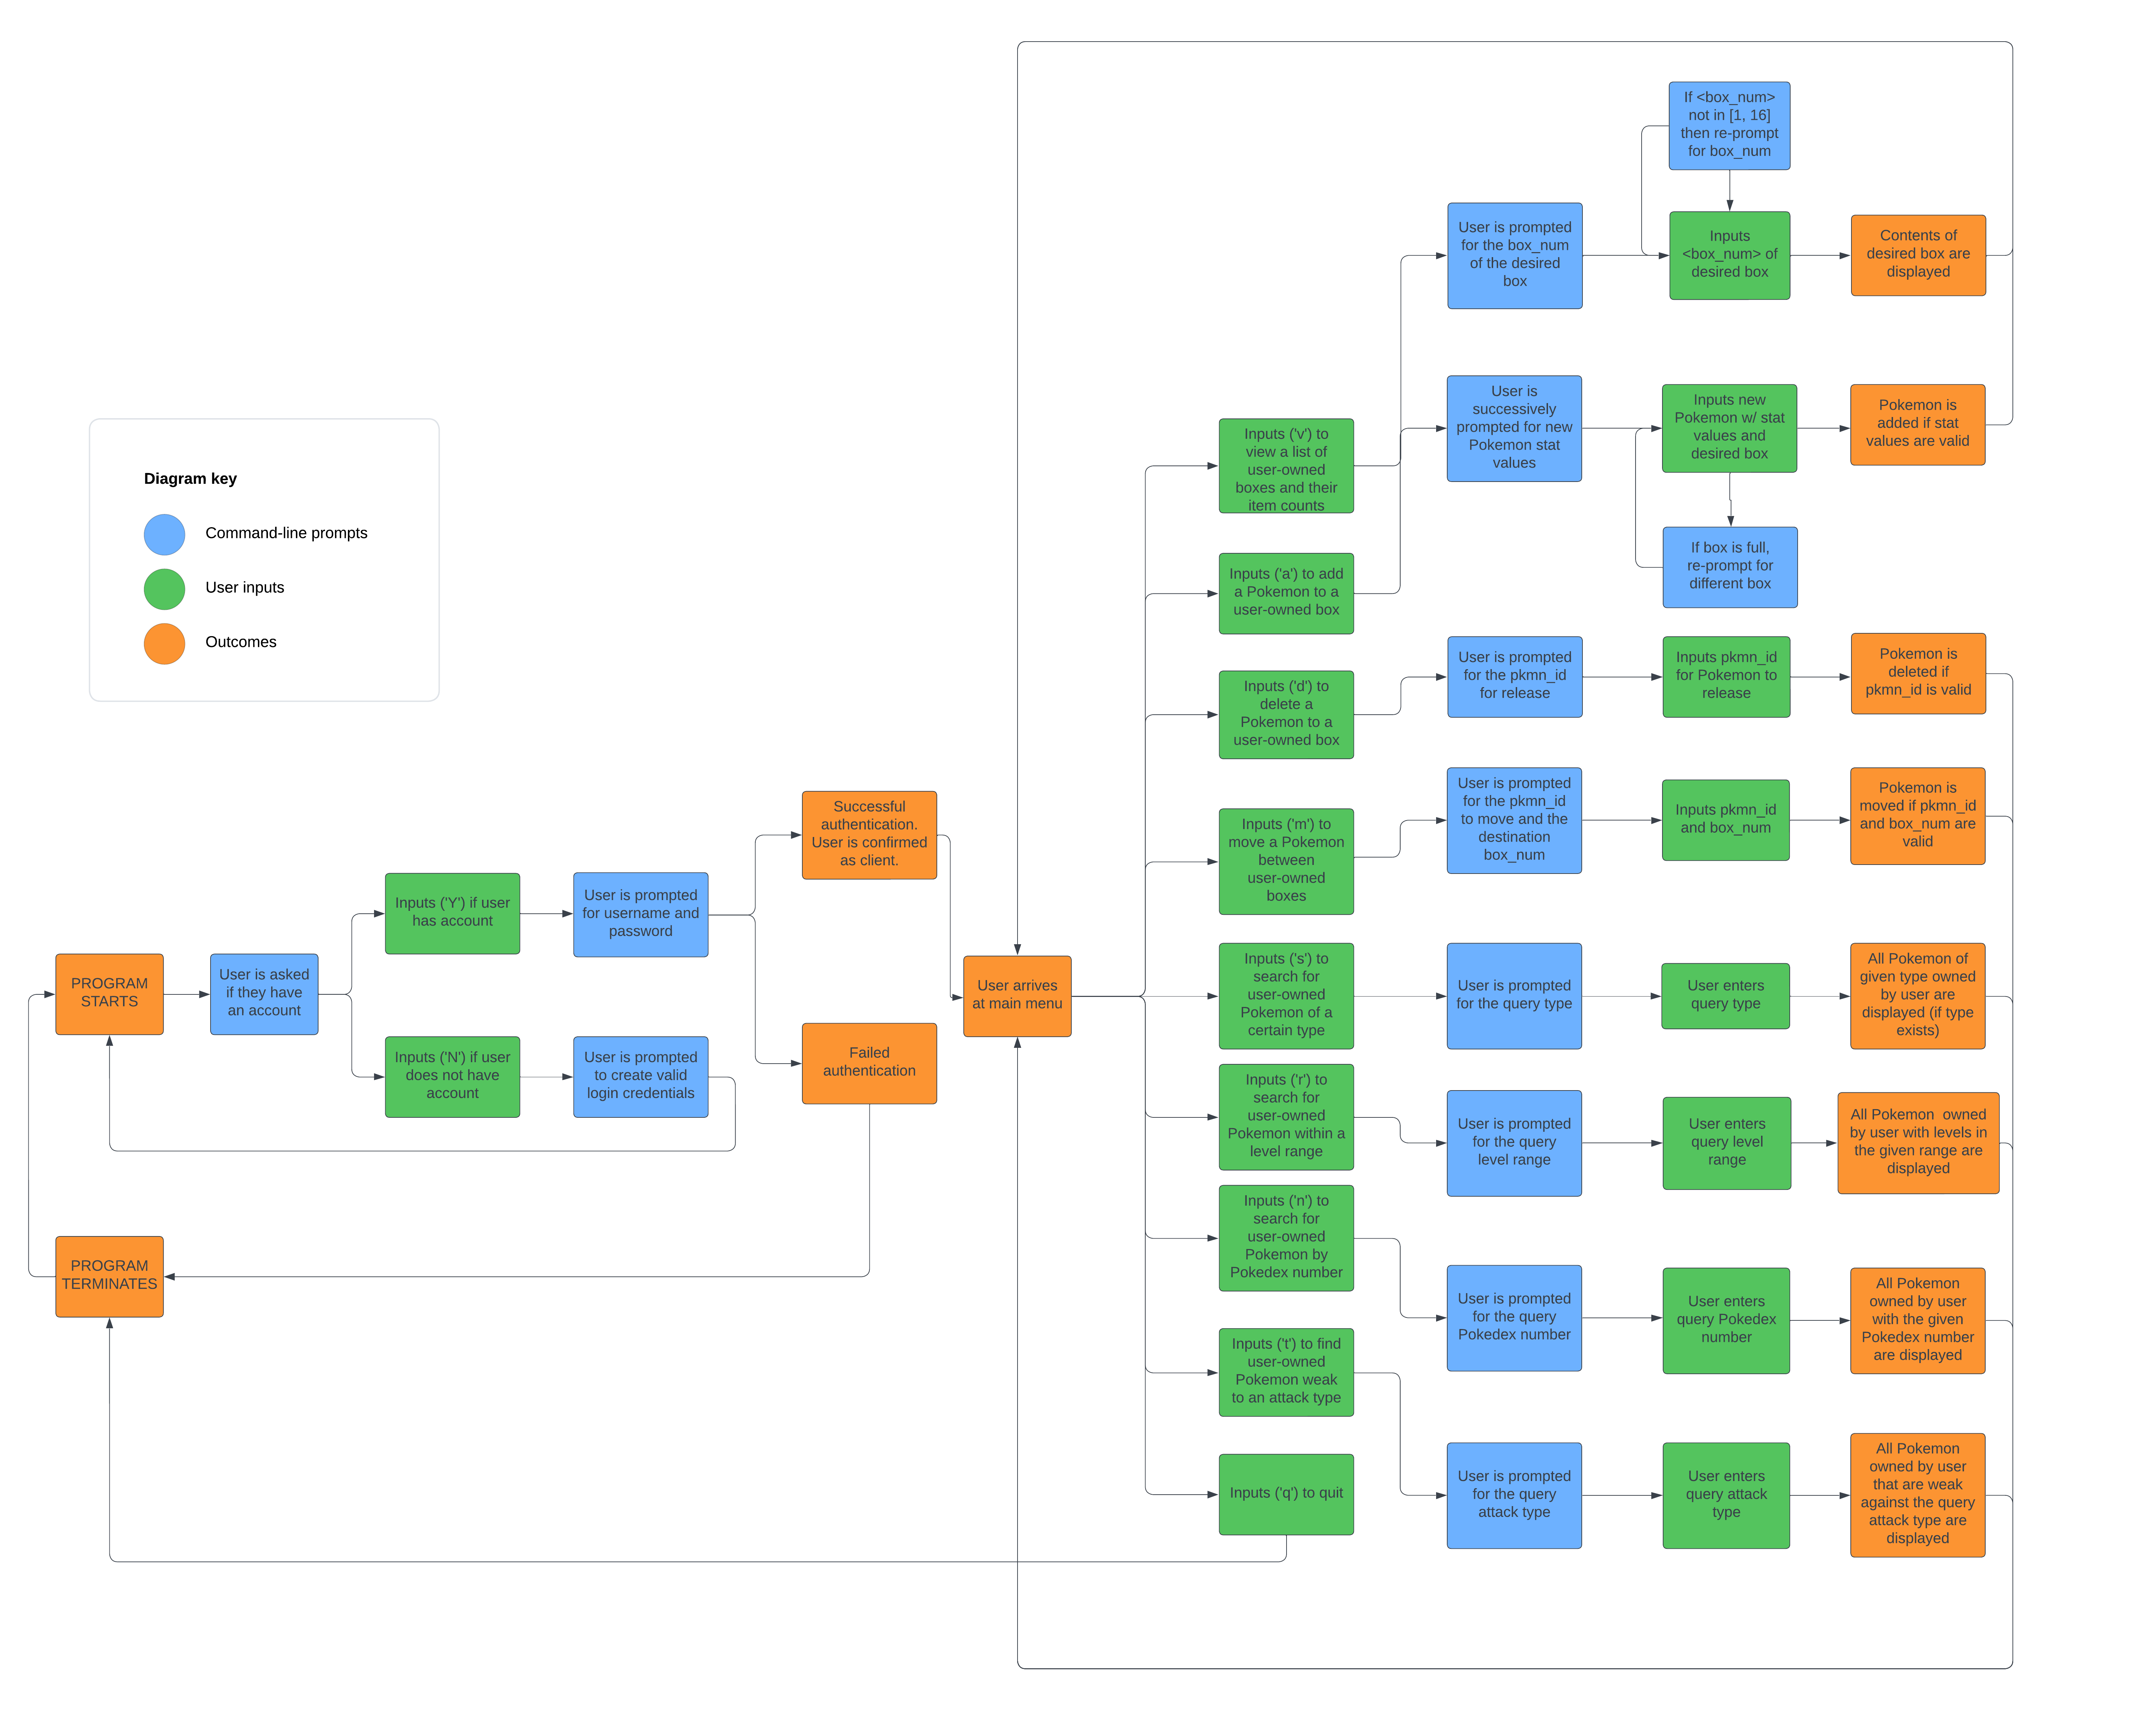 If <box_num>
not in [1, 16]
then re-prompt
for box_num
User is prompted
for the box_num
of the desired
box
Inputs
<box_num> of
desired box
Contents of
desired box are
displayed
User is
successively
prompted for new
Pokemon stat
values
Inputs new
Pokemon w/ stat
values and
desired box
Pokemon is
added if stat
values are valid
Inputs ('v') to
view a list of
user-owned
boxes and their
item counts
Diagram key
Command-line prompts
User inputs
Outcomes
If box is full,
re-prompt for
different box
Inputs ('a') to add
a Pokemon to a
user-owned box
Inputs ('d') to
delete a
Pokemon to a
user-owned box
User is prompted
for the pkmn_id
for release
Inputs pkmn_id
for Pokemon to
release
Pokemon is
deleted if
pkmn_id is valid
Inputs ('m') to
move a Pokemon
between
user-owned
boxes
User is prompted
for the pkmn_id
to move and the
destination
box_num
Inputs pkmn_id
and box_num
Pokemon is
moved if pkmn_id
and box_num are
valid
Successful
authentication.
User is confirmed
as client.
Inputs ('Y') if user
has account
User is prompted
for username and
password
PROGRAM
STARTS
User is asked
if they have
an account
User arrives
at main menu
Inputs ('s') to
search for
user-owned
Pokemon of a
certain type
User is prompted
for the query type
User enters
query type
All Pokemon of
given type owned
by user are
displayed (if type
exists)
Inputs ('N') if user
does not have
account
User is prompted
to create valid
login credentials
Failed
authentication
Inputs ('r') to
search for
user-owned
Pokemon within a
level range
User is prompted
for the query
level range
User enters
query level
range
All Pokemon  owned
by user with levels in
the given range are
displayed
Inputs ('n') to
search for
user-owned
Pokemon by
Pokedex number
User is prompted
for the query
Pokedex number
User enters
query Pokedex
number
All Pokemon
owned by user
with the given
Pokedex number
are displayed
PROGRAM
TERMINATES
Inputs ('t') to find
user-owned
Pokemon weak
to an attack type
User is prompted
for the query
attack type
User enters
query attack
type
All Pokemon
owned by user
that are weak
against the query
attack type are
displayed
Inputs ('q') to quit